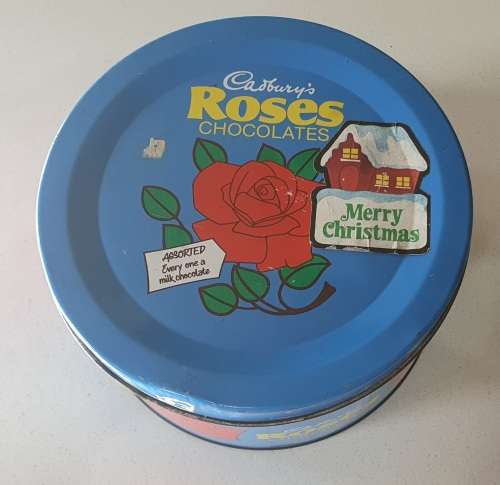 Cadbury's
Roses
CHOCOLATES
Merry
Christmas
ASSORTED
Every one a
milk chocolate